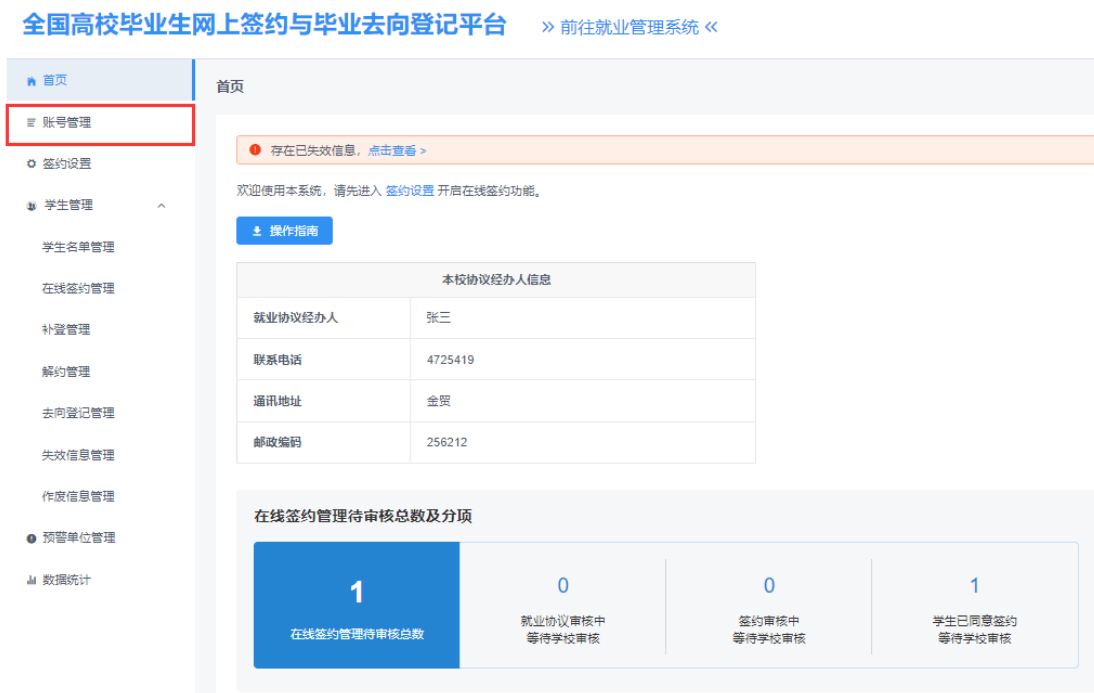 全国高校毕业生网上签约与毕业去向登记平台 » 前往就业管理系统 «
首页
账号管理
签约设置
学生管理
学生名单管理
在线签约管理
补登管理
解约管理
去向登记管理
失效信息管理
作废信息管理
预警单位管理
数据统计
首页
存在已失效信息，点击查看 >
欢迎使用本系统，请先进入 签约设置 开启在线签约功能。
操作指南
本校协议经办人信息
就业协议经办人 张三
联系电话 4725419
通讯地址 金贸
邮政编码 256212
在线签约管理待审核总数及分项
1
在线签约管理待审核总数
0
就业协议审核中
等待学校审核
0
签约审核中
等待学校审核
1
学生已同意签约
等待学校审核